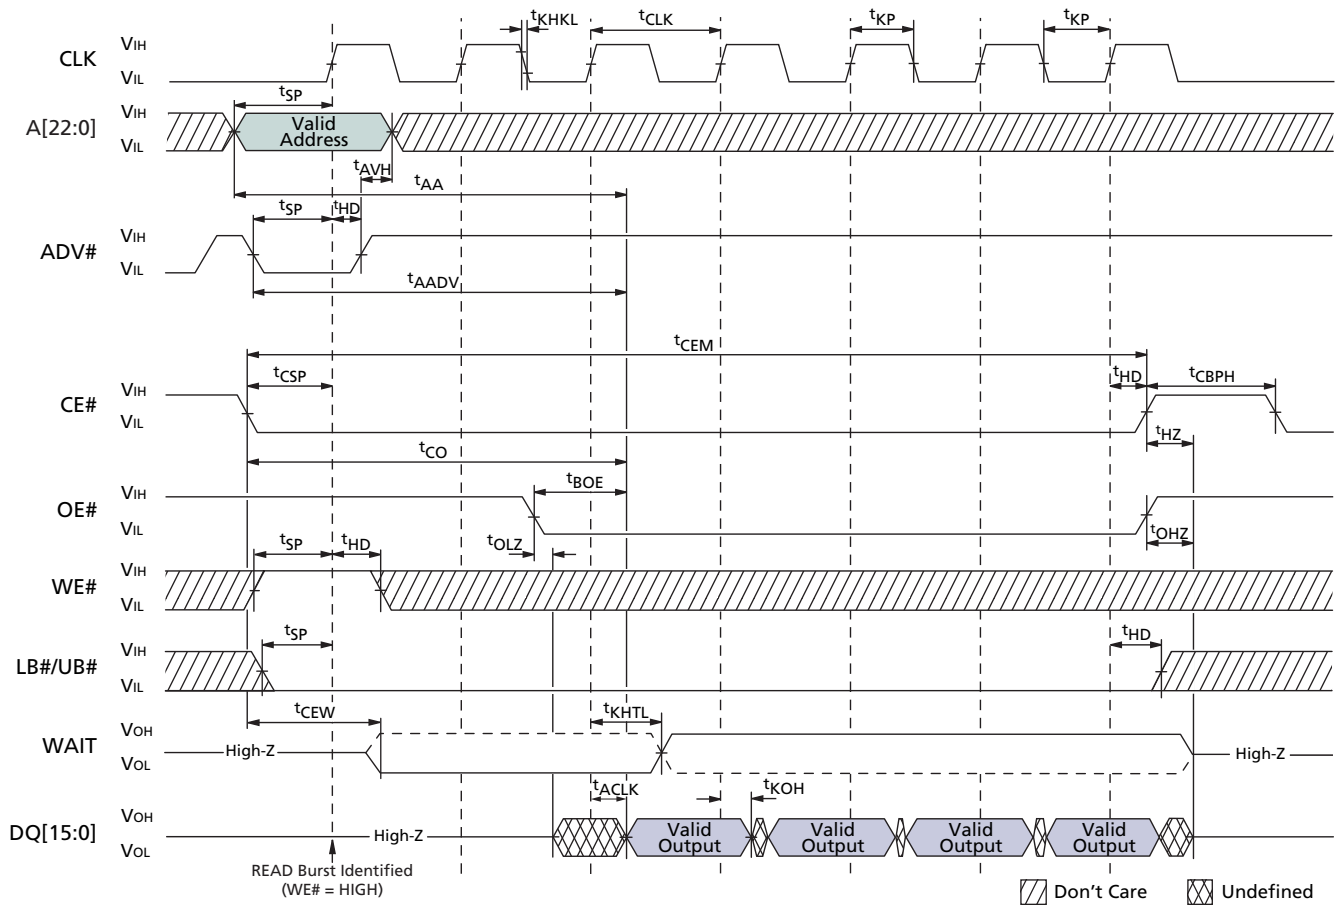 tKHKL
tCLK
tKP
tKP
CLK
VIH
VIL
tSP
A[22:0]
VIH
VIL
Valid
Address
tAVH
tAA
tSP
tHD
ADV#
VIH
VIL
tAADV
tCEM
tCSP
tHD
tCBPH
CE#
VIH
VIL
tHZ
tCO
tBOE
OE#
VIH
VIL
tOHZ
tSP
tHD
tOLZ
WE#
VIH
VIL
tSP
tHD
LB#/UB#
VIH
VIL
tCEW
tKHTL
WAIT
VOH
VOL
High-Z
High-Z
tACLK
tKOH
DQ[15:0]
VOH
VOL
High-Z
Valid
Output
Valid
Output
Valid
Output
Valid
Output
READ Burst Identified
(WE# = HIGH)
Don't Care
Undefined